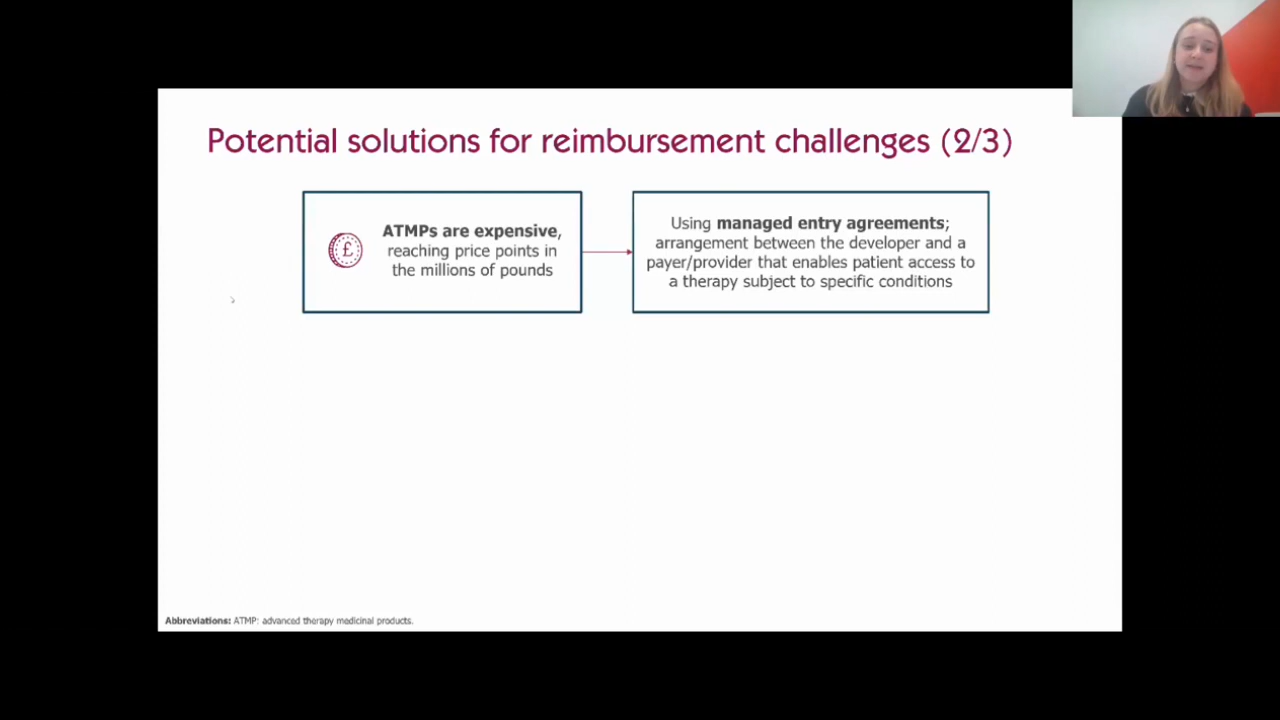 Potential solutions for reimbursement challenges (2/3)
£
ATMPs are expensive,
reaching price points in
the millions of pounds
Using managed entry agreements;
arrangement between the developer and a
payer/provider that enables patient access to
a therapy subject to specific conditions
Abbreviations: ATMP: advanced therapy medicinal products.